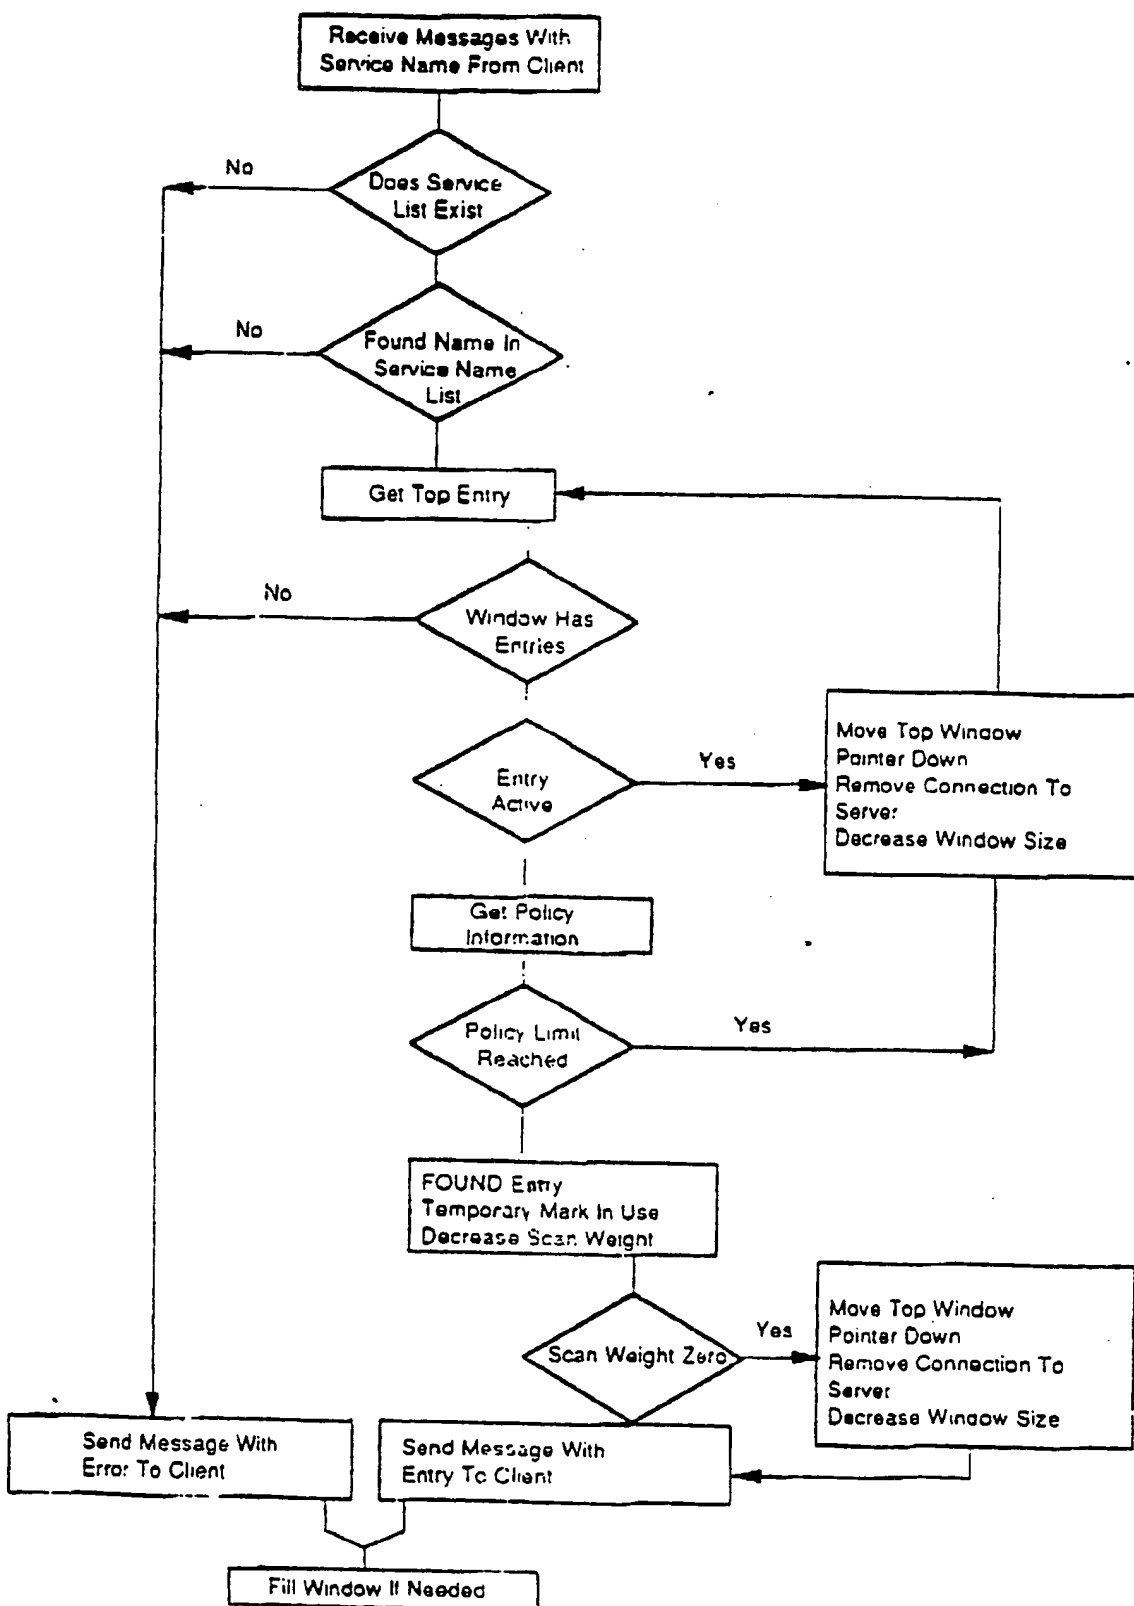 Receive Messages With
Service Name From Client
No
Does Service
List Exist
No
Found Name In
Service Name
List
Get Top Entry
No
Window Has
Entries
Move Top Window
Pointer Down
Remove Connection To
Server
Decrease Window Size
Yes
Entry
Active
Get Policy
Information
Policy Limit
Reached
Yes
FOUND Entry
Temporary Mark In Use
Decrease Scan Weight
Scan Weight Zero
Yes
Move Top Window
Pointer Down
Remove Connection To
Server
Decrease Window Size
Send Message With
Error To Client
Send Message With
Entry To Client
Fill Window If Needed